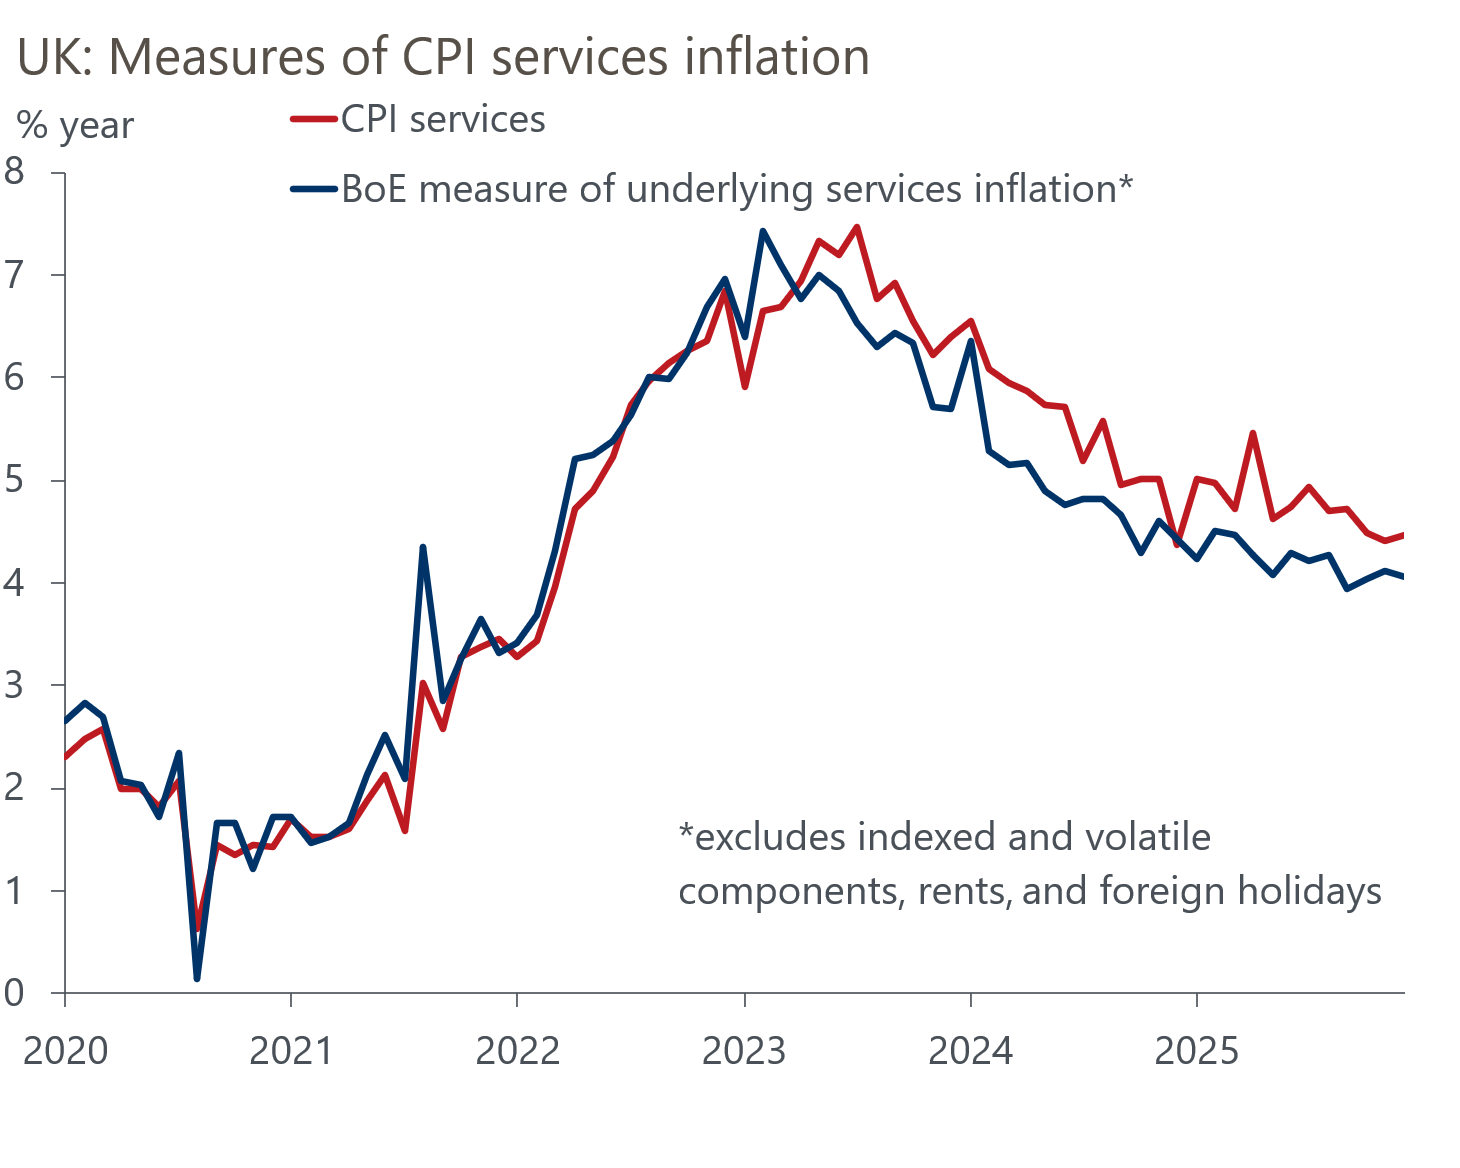 UK: Measures of CPI services inflation
% year
CPI services
BoE measure of underlying services inflation*
8
7
6
5
4
3
2
1
0
*excludes indexed and volatile
components, rents, and foreign holidays
2020 2021 2022 2023 2024 2025